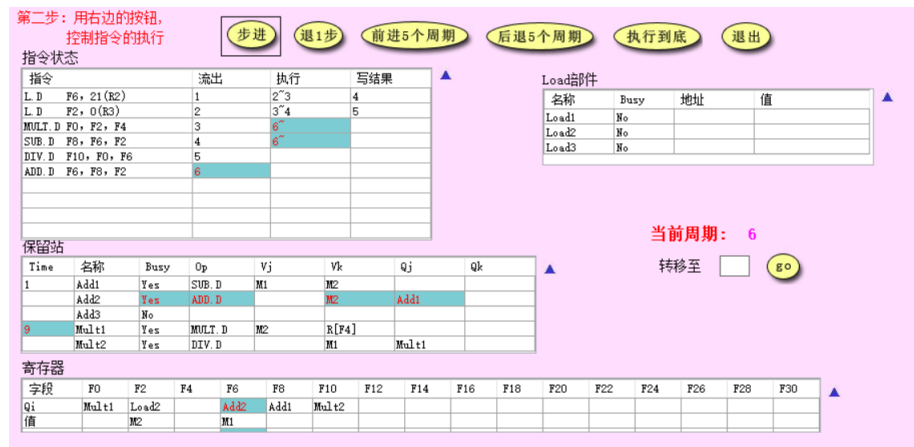 第二步：用右边的按钮，
控制指令的执行
步进 退1步 前进5个周期 后退5个周期 执行到底 退出
指令状态
指令 流出 执行 写结果
L.D F6, 21(R2) 1 2~3 4
L.D F2, 0(R3) 2 3~4 5
MULT.D F0, F2, F4 3 6~
SUB.D F8, F6, F2 4 6~
DIV.D F10, F0, F6 5
ADD.D F6, F8, F2 6
Load部件
名称 Busy 地址 值
Load1 No
Load2 No
Load3 No
当前周期: 6
转移至 go
保留站
Time 名称 Busy Op Vj Vk Qj Qk
1 Add1 Yes SUB.D M1 M2
Add2 Yes ADD.D M2 Add1
Add3 No
9 Mult1 Yes MULT.D M2 R[F4]
Mult2 Yes DIV.D M1 Mult1
寄存器
字段 F0 F2 F4 F6 F8 F10 F12 F14 F16 F18 F20 F22 F24 F26 F28 F30
Qi Mult1 Load2 Add2 Add1 Mult2
值 M2 M1